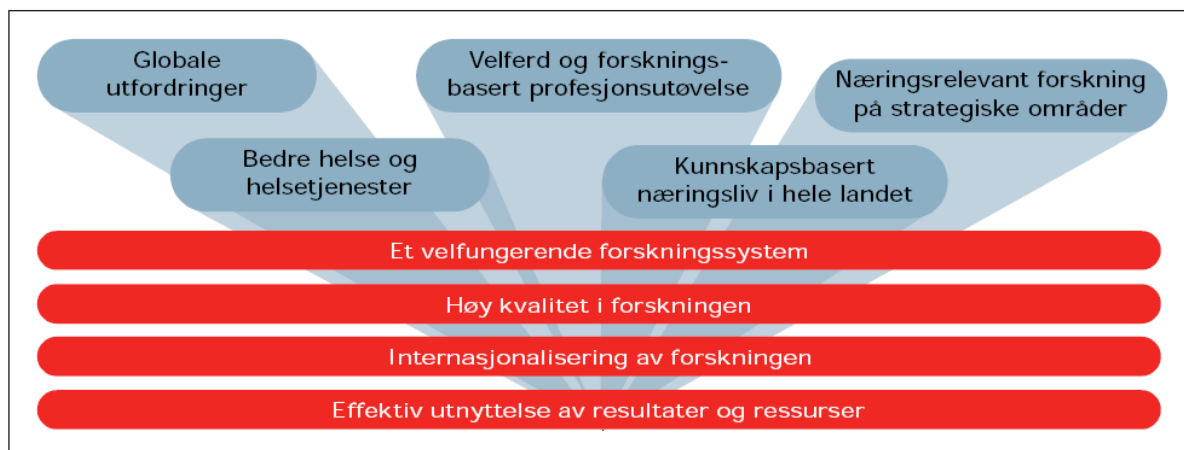 Globale
utfordringer
Velferd og forsknings-
basert profesjonsutøvelse
Næringsrelevant forskning
på strategiske områder
Bedre helse og
helsetjenester
Kunnskapsbasert
næringsliv i hele landet
Et velfungerende forskningssystem
Høy kvalitet i forskningen
Internasjonalisering av forskningen
Effektiv utnyttelse av resultater og ressurser